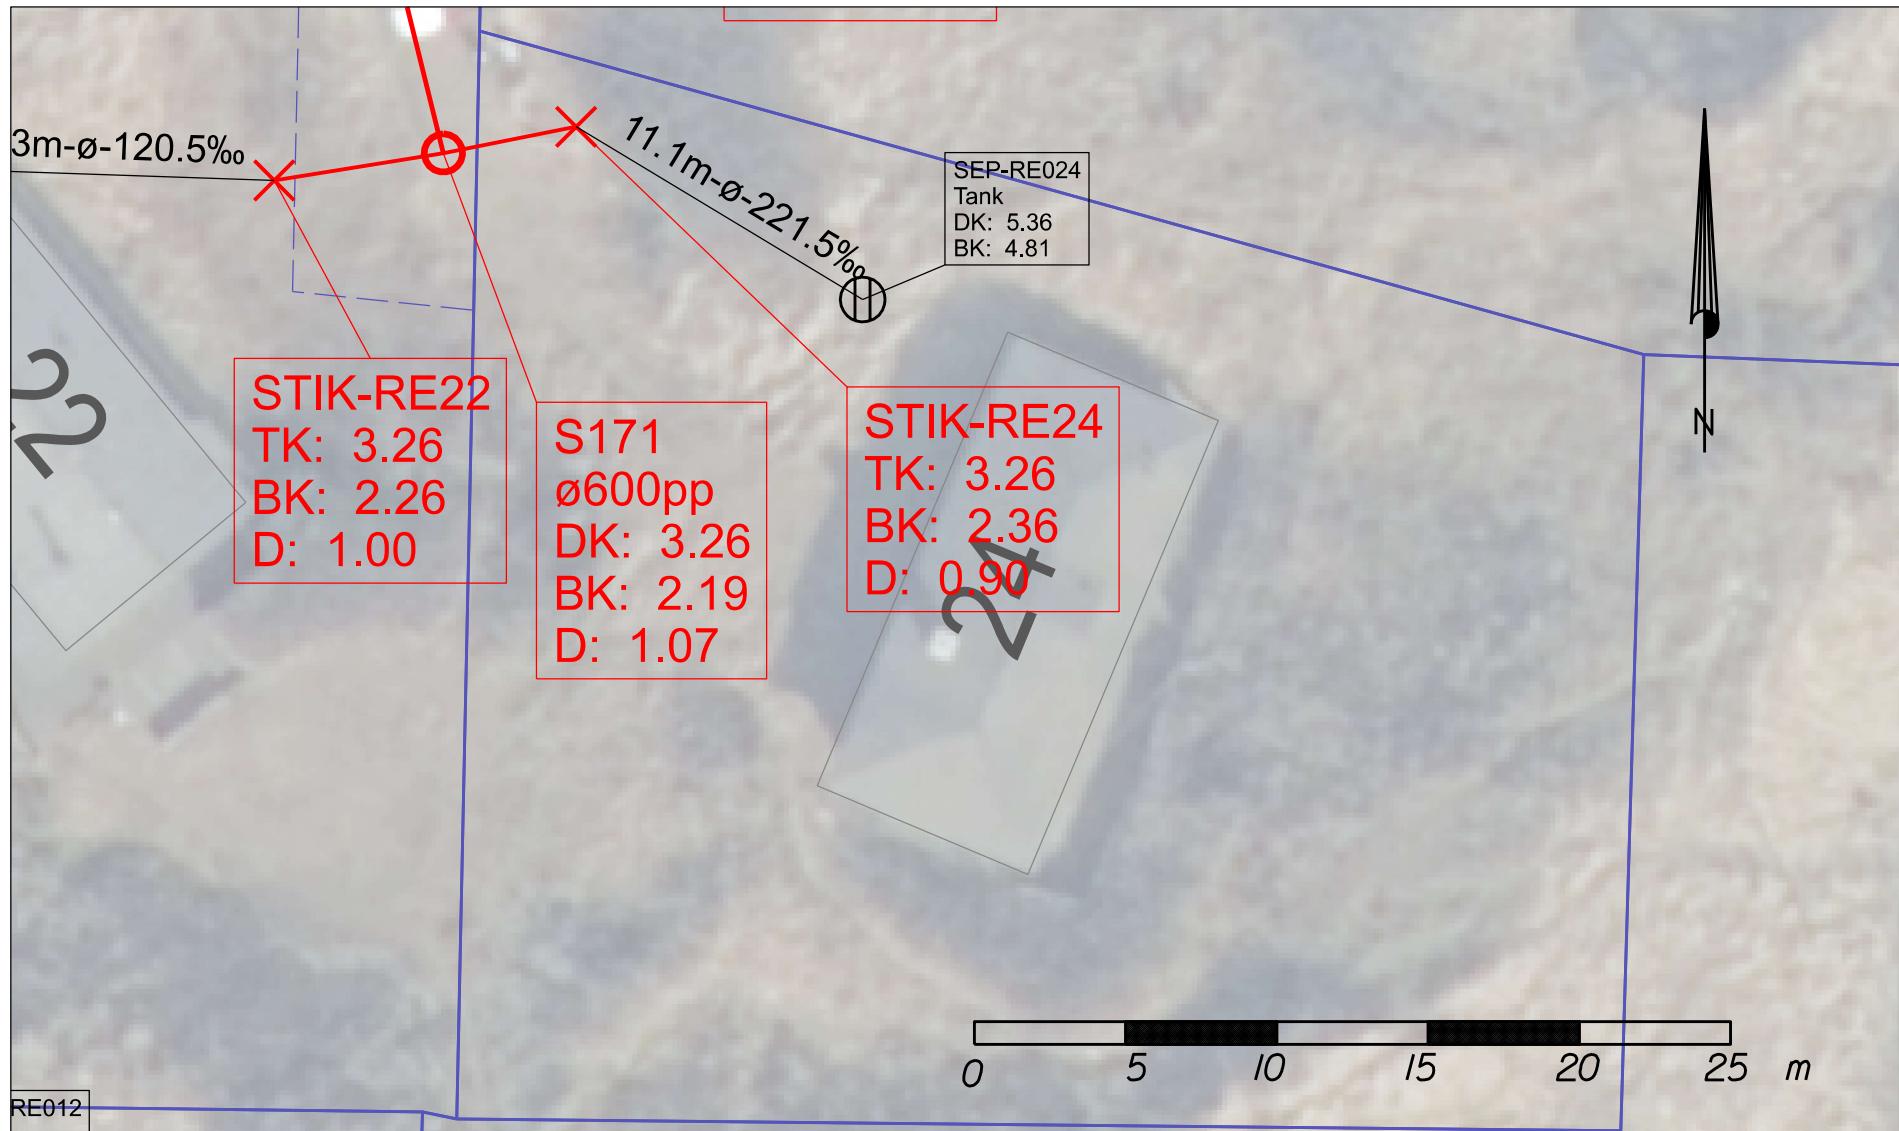 3m-ø-120.5‰
11.1m-ø-221.5‰
SEP-RE024
Tank
DK: 5.36
BK: 4.81
STIK-RE22
TK: 3.26
BK: 2.26
D: 1.00
S171
ø600pp
DK: 3.26
BK: 2.19
D: 1.07
STIK-RE24
TK: 3.26
BK: 2.36
D: 0.90
22
24
N
0 5 10 15 20 25 m
RE012